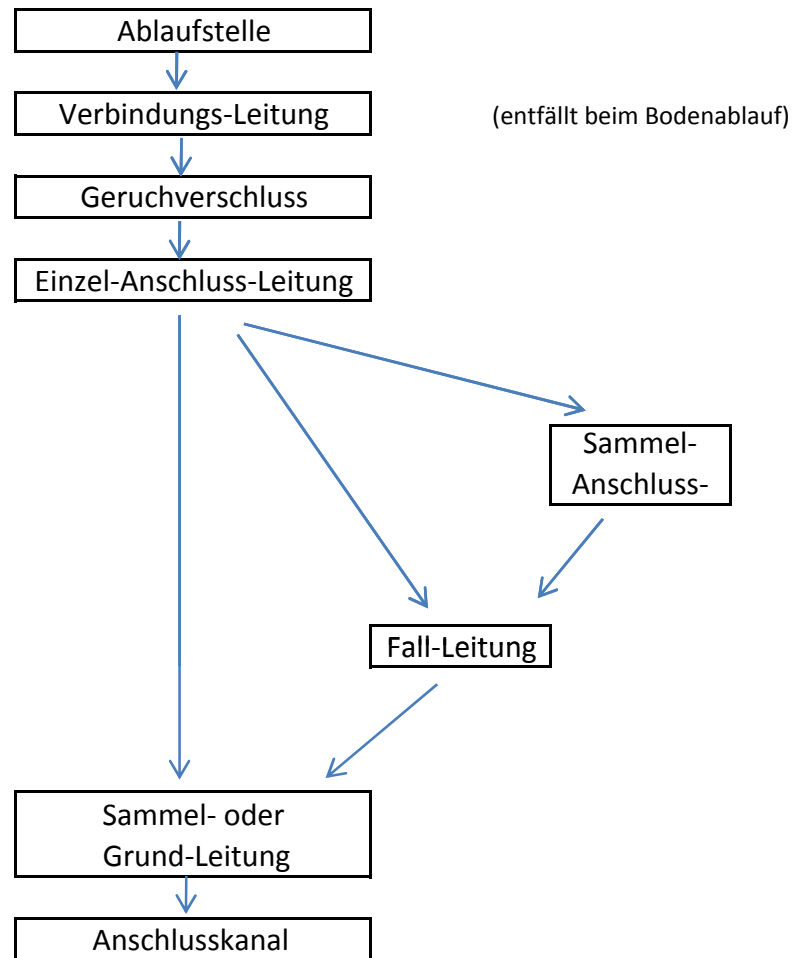 Ablaufstelle
Verbindungs-Leitung
(entfällt beim Bodenablauf)
Geruchverschluss
Einzel-Anschluss-Leitung
Sammel-
Anschluss-
Fall-Leitung
Sammel- oder
Grund-Leitung
Anschlusskanal